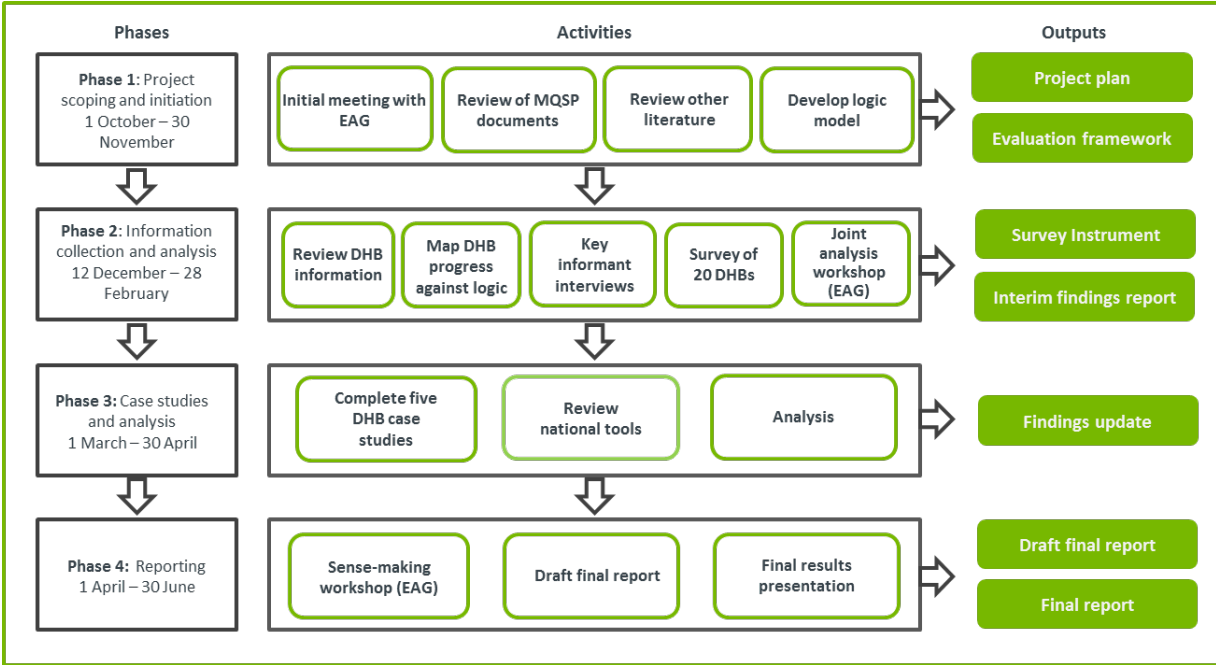 Phases
Activities
Outputs
Phase 1: Project
scoping and initiation
1 October – 30
November
Initial meeting with
EAG
Review of MQSP
documents
Review other
literature
Develop logic
model
Project plan
Evaluation framework
Phase 2: Information
collection and analysis
12 December – 28
February
Review DHB
information
Map DHB
progress
against logic
Key
informant
interviews
Survey of
20 DHBs
Joint
analysis
workshop
(EAG)
Survey Instrument
Interim findings report
Phase 3: Case studies
and analysis
1 March – 30 April
Complete five
DHB case
studies
Review
national tools
Analysis
Findings update
Phase 4: Reporting
1 April – 30 June
Sense-making
workshop (EAG)
Draft final report
Final results
presentation
Draft final report
Final report